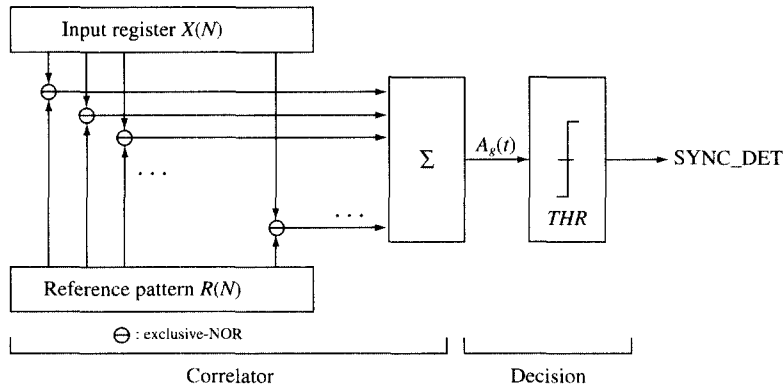 Input register X(N)
. . .
. . .
Σ
A_g(t)
THR
SYNC_DET
Reference pattern R(N)
⊖ : exclusive-NOR
Correlator
Decision